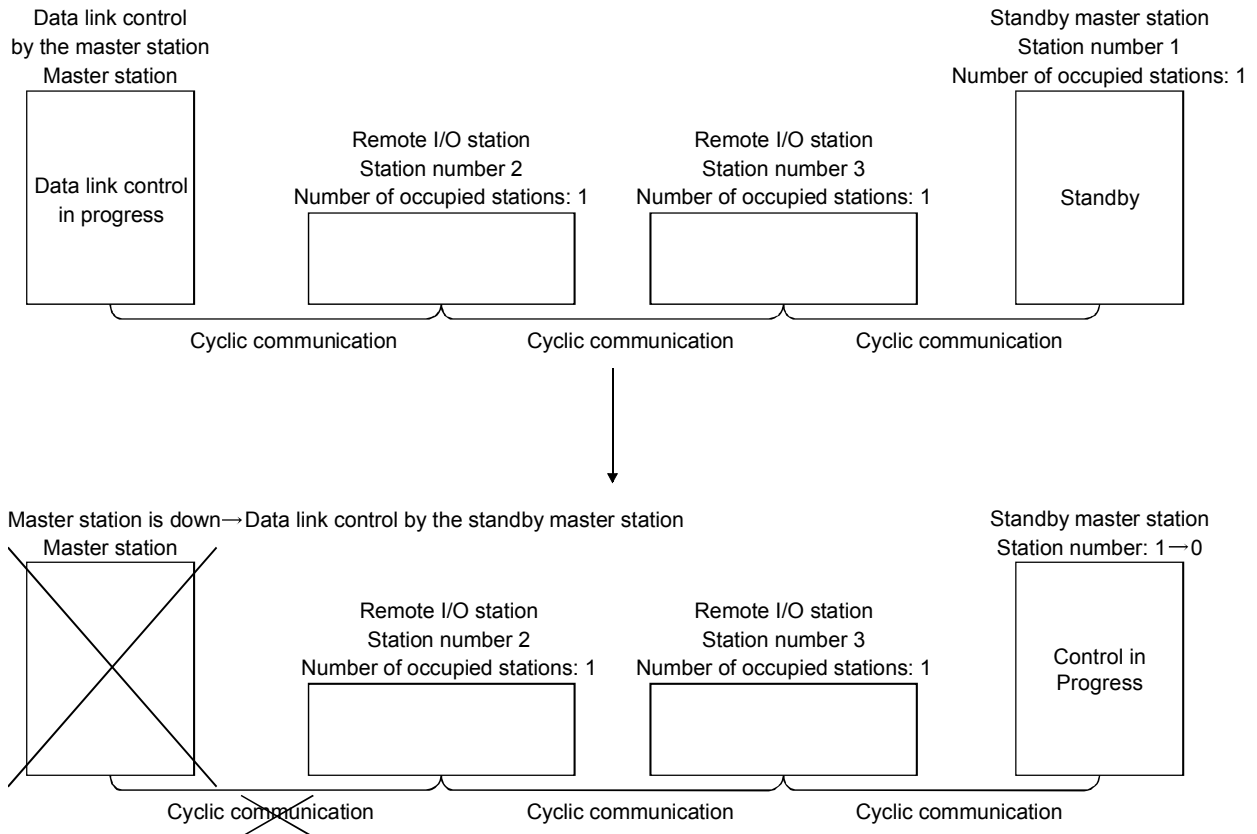 Data link control
by the master station
Master station
Data link control
in progress
Remote I/O station
Station number 2
Number of occupied stations: 1
Remote I/O station
Station number 3
Number of occupied stations: 1
Standby master station
Station number 1
Number of occupied stations: 1
Standby
Cyclic communication
Cyclic communication
Cyclic communication
Master station is down→Data link control by the standby master station
Master station
Remote I/O station
Station number 2
Number of occupied stations: 1
Remote I/O station
Station number 3
Number of occupied stations: 1
Standby master station
Station number: 1→0
Control in
Progress
Cyclic communication
Cyclic communication
Cyclic communication